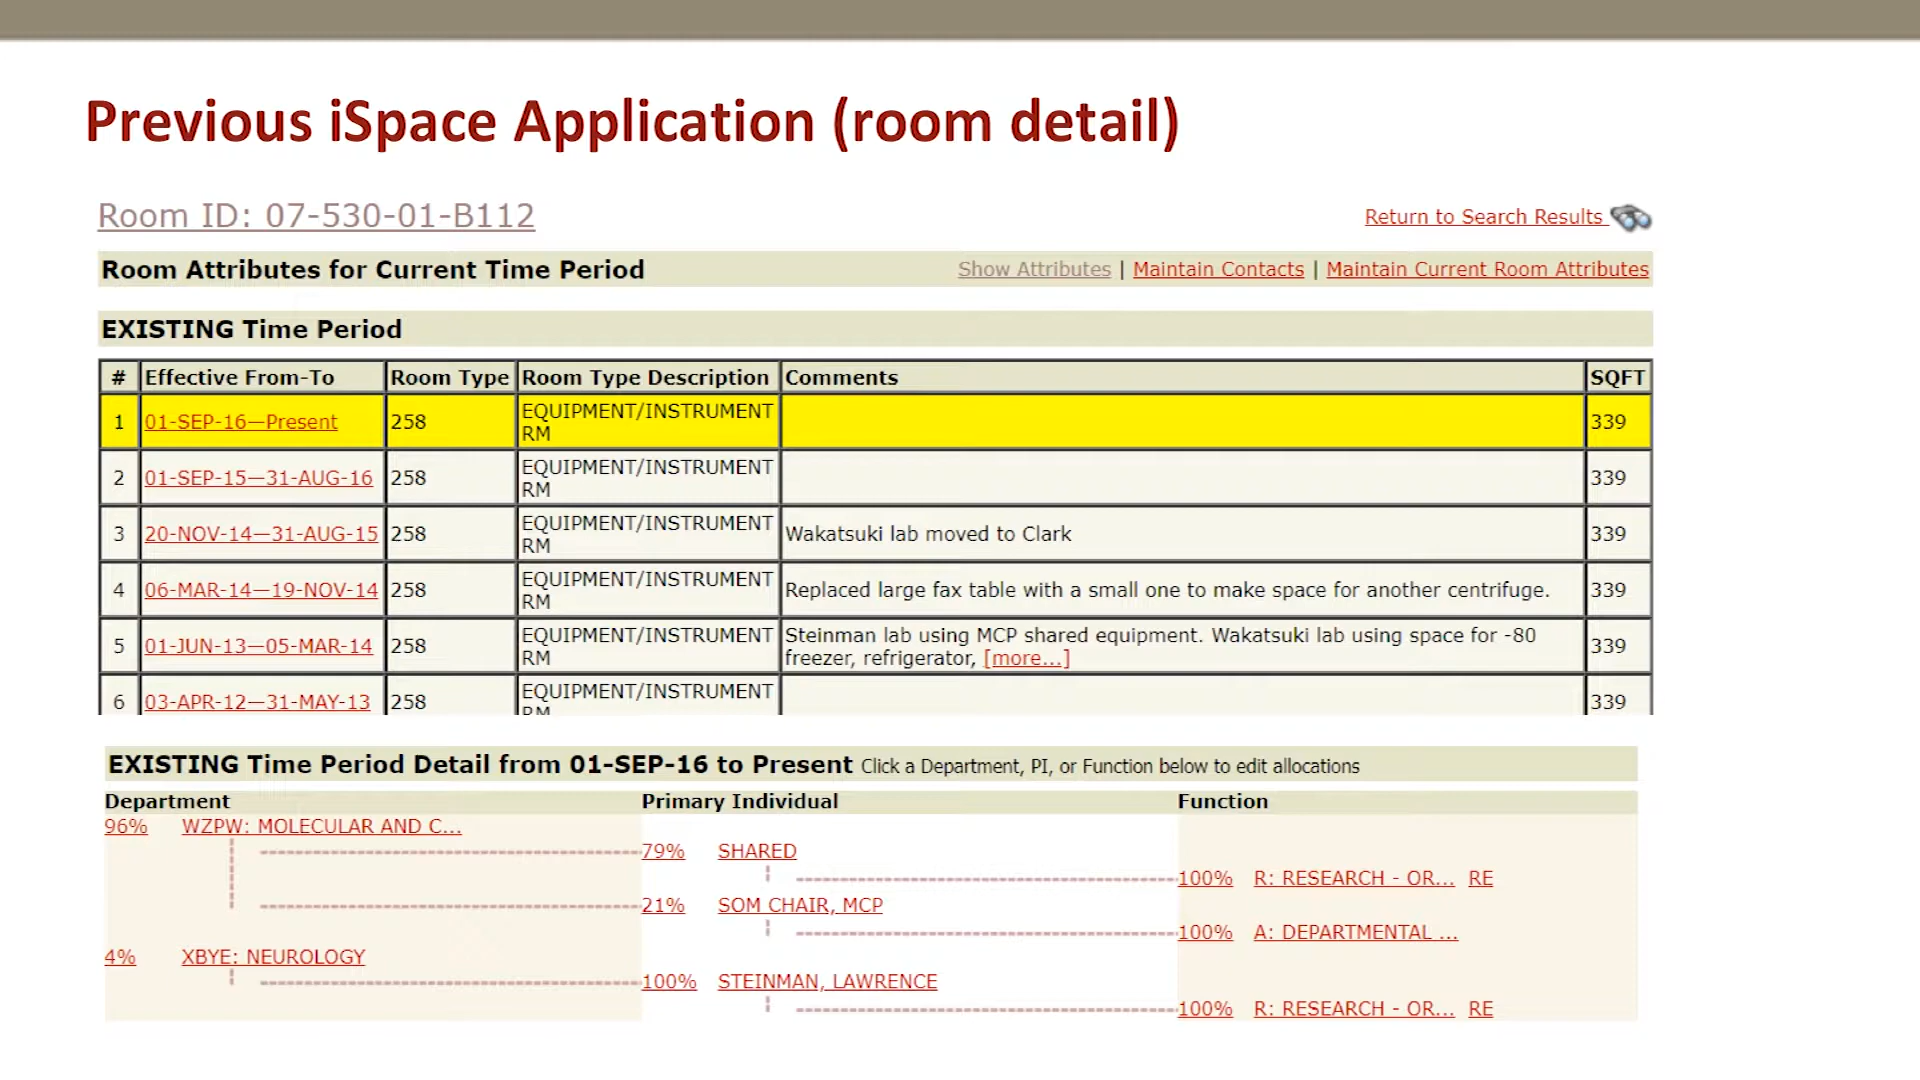 Previous iSpace Application (room detail)
Room ID: 07-530-01-B112
Return to Search Results
Room Attributes for Current Time Period
Show Attributes | Maintain Contacts | Maintain Current Room Attributes
EXISTING Time Period
# Effective From-To Room Type Room Type Description Comments SQFT
1 01-SEP-16—Present 258 EQUIPMENT/INSTRUMENT RM 339
2 01-SEP-15—31-AUG-16 258 EQUIPMENT/INSTRUMENT RM 339
3 20-NOV-14—31-AUG-15 258 EQUIPMENT/INSTRUMENT RM Wakatsuki lab moved to Clark 339
4 06-MAR-14—19-NOV-14 258 EQUIPMENT/INSTRUMENT RM Replaced large fax table with a small one to make space for another centrifuge. 339
5 01-JUN-13—05-MAR-14 258 EQUIPMENT/INSTRUMENT RM Steinman lab using MCP shared equipment. Wakatsuki lab using space for -80 freezer, refrigerator, [more...] 339
6 03-APR-12—31-MAY-13 258 EQUIPMENT/INSTRUMENT RM 339
EXISTING Time Period Detail from 01-SEP-16 to Present Click a Department, PI, or Function below to edit allocations
Department Primary Individual Function
96% WZPW: MOLECULAR AND C...
79% SHARED
100% R: RESEARCH - OR... RE
21% SOM CHAIR, MCP
100% A: DEPARTMENTAL ...
4% XBYE: NEUROLOGY
100% STEINMAN, LAWRENCE
100% R: RESEARCH - OR... RE